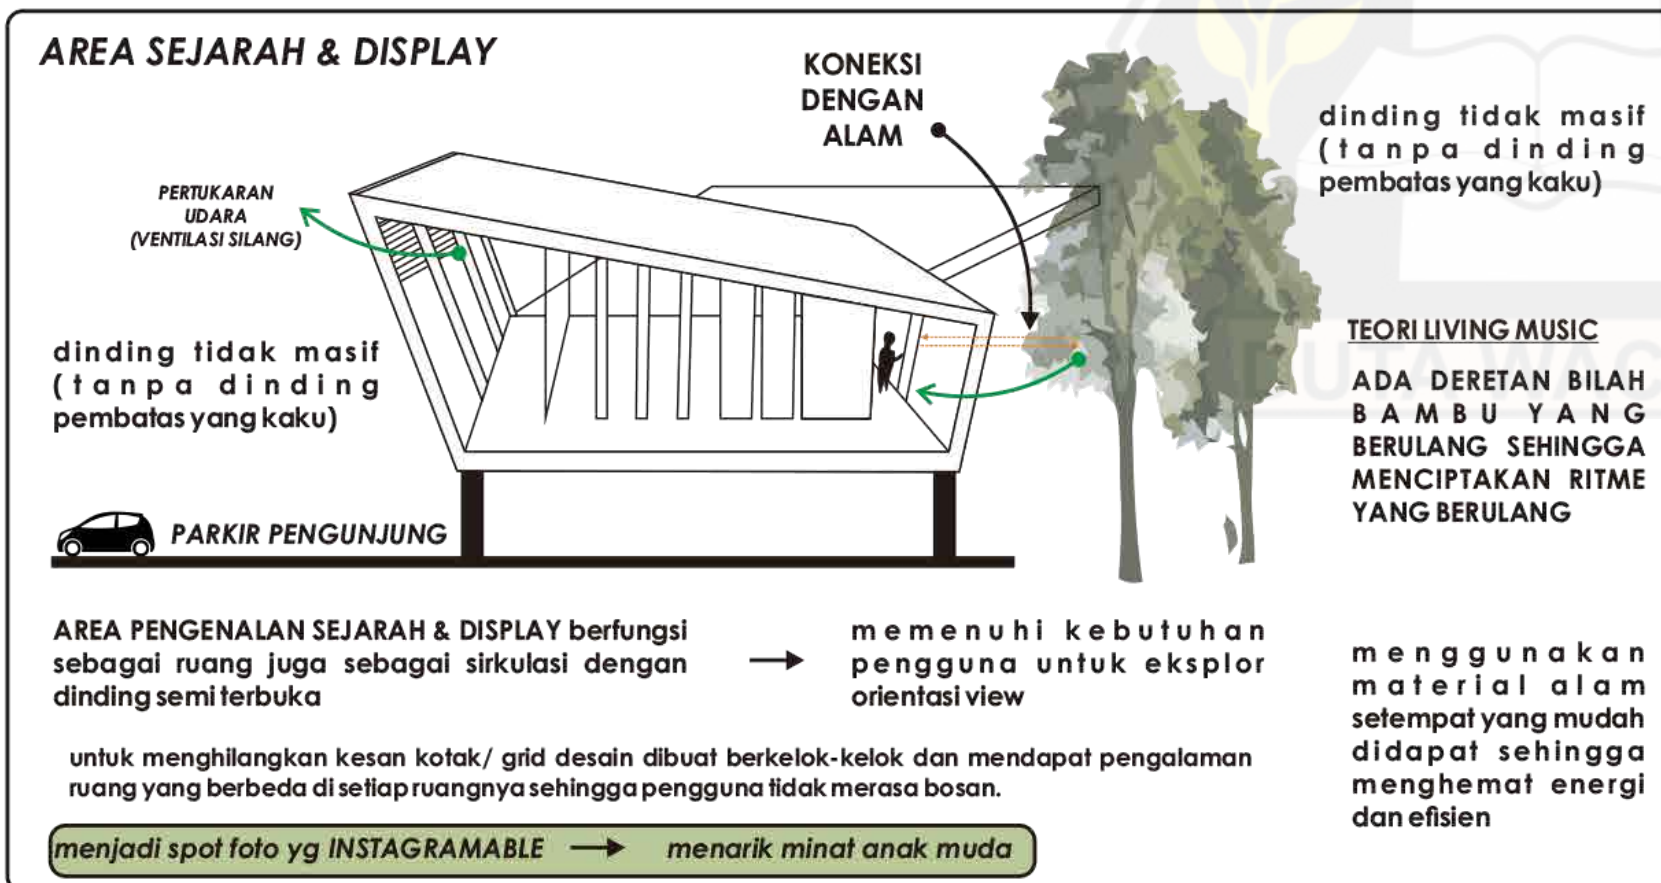 AREA SEJARAH & DISPLAY
KONEKSI
DENGAN
ALAM
dinding tidak masif
(tanpa dinding
pembatas yang kaku)
PERTUKARAN
UDARA
(VENTILASI SILANG)
dinding tidak masif
(tanpa dinding
pembatas yang kaku)
TEORI LIVING MUSIC
ADA DERETAN BILAH
BAMBU YANG
BERULANG SEHINGGA
MENCIPTAKAN RITME
YANG BERULANG
PARKIR PENGUNJUNG
AREA PENGENALAN SEJARAH & DISPLAY berfungsi
sebagai ruang juga sebagai sirkulasi dengan
dinding semi terbuka
memenuhi kebutuhan
pengguna untuk eksplor
orientasi view
menggunakan
material alam
setempat yang mudah
didapat sehingga
menghemat energi
dan efisien
untuk menghilangkan kesan kotak/ grid desain dibuat berkelok-kelok dan mendapat pengalaman
ruang yang berbeda di setiap ruangnya sehingga pengguna tidak merasa bosan.
menjadi spot foto yg INSTAGRAMABLE → menarik minat anak muda